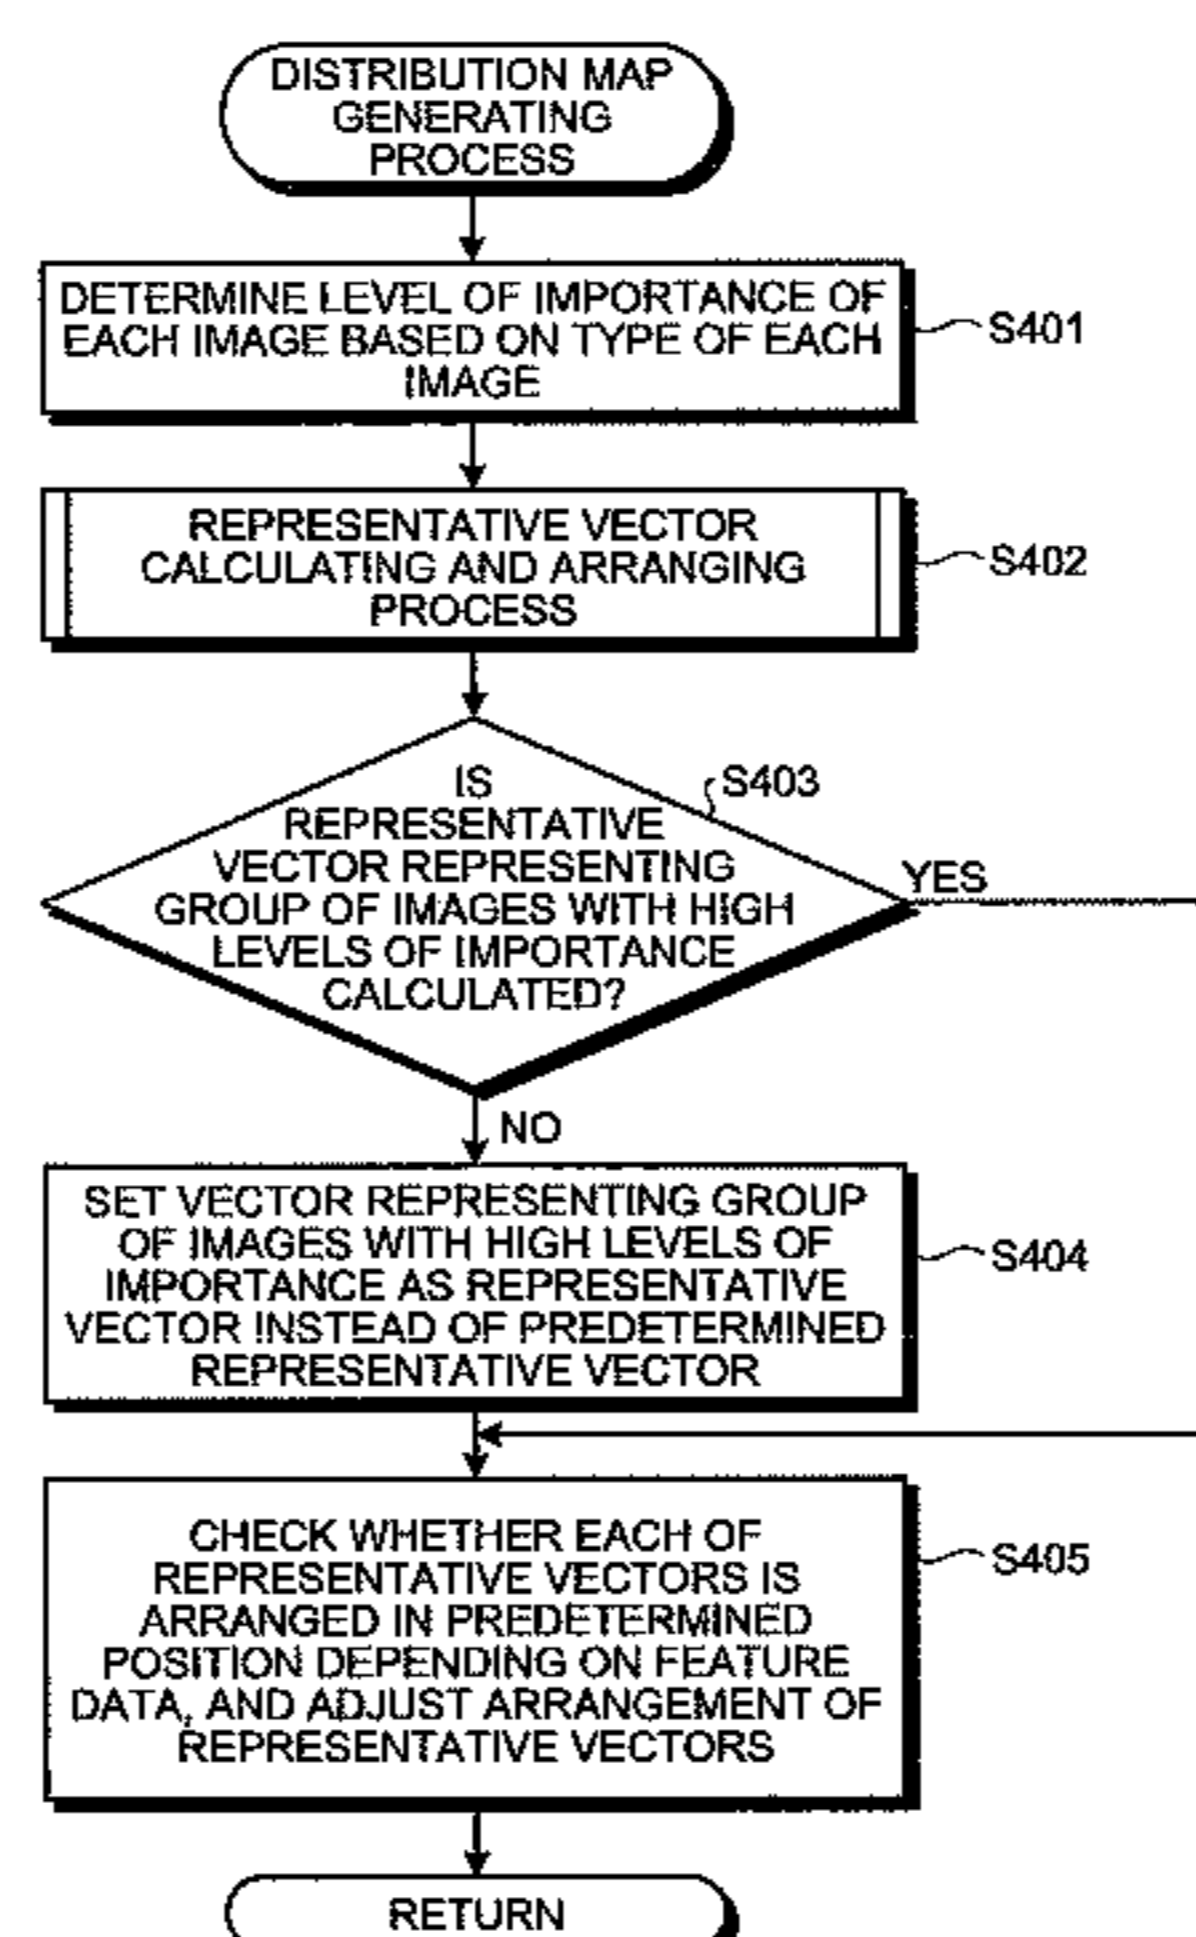 DISTRIBUTION MAP
GENERATING
PROCESS
DETERMINE LEVEL OF IMPORTANCE OF
EACH IMAGE BASED ON TYPE OF EACH
IMAGE
S401
REPRESENTATIVE VECTOR
CALCULATING AND ARRANGING
PROCESS
S402
IS
REPRESENTATIVE
VECTOR REPRESENTING
GROUP OF IMAGES WITH HIGH
LEVELS OF IMPORTANCE
CALCULATED?
S403
YES
NO
SET VECTOR REPRESENTING GROUP
OF IMAGES WITH HIGH LEVELS OF
IMPORTANCE AS REPRESENTATIVE
VECTOR INSTEAD OF PREDETERMINED
REPRESENTATIVE VECTOR
S404
CHECK WHETHER EACH OF
REPRESENTATIVE VECTORS IS
ARRANGED IN PREDETERMINED
POSITION DEPENDING ON FEATURE
DATA, AND ADJUST ARRANGEMENT OF
REPRESENTATIVE VECTORS
S405
RETURN